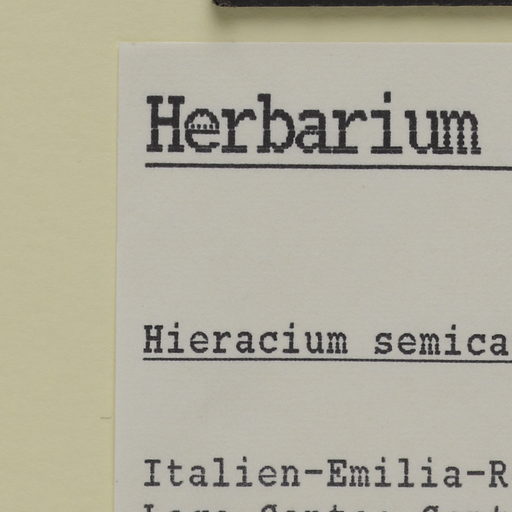 Herbarium
Hieracium semica
Italien-Emilia-R